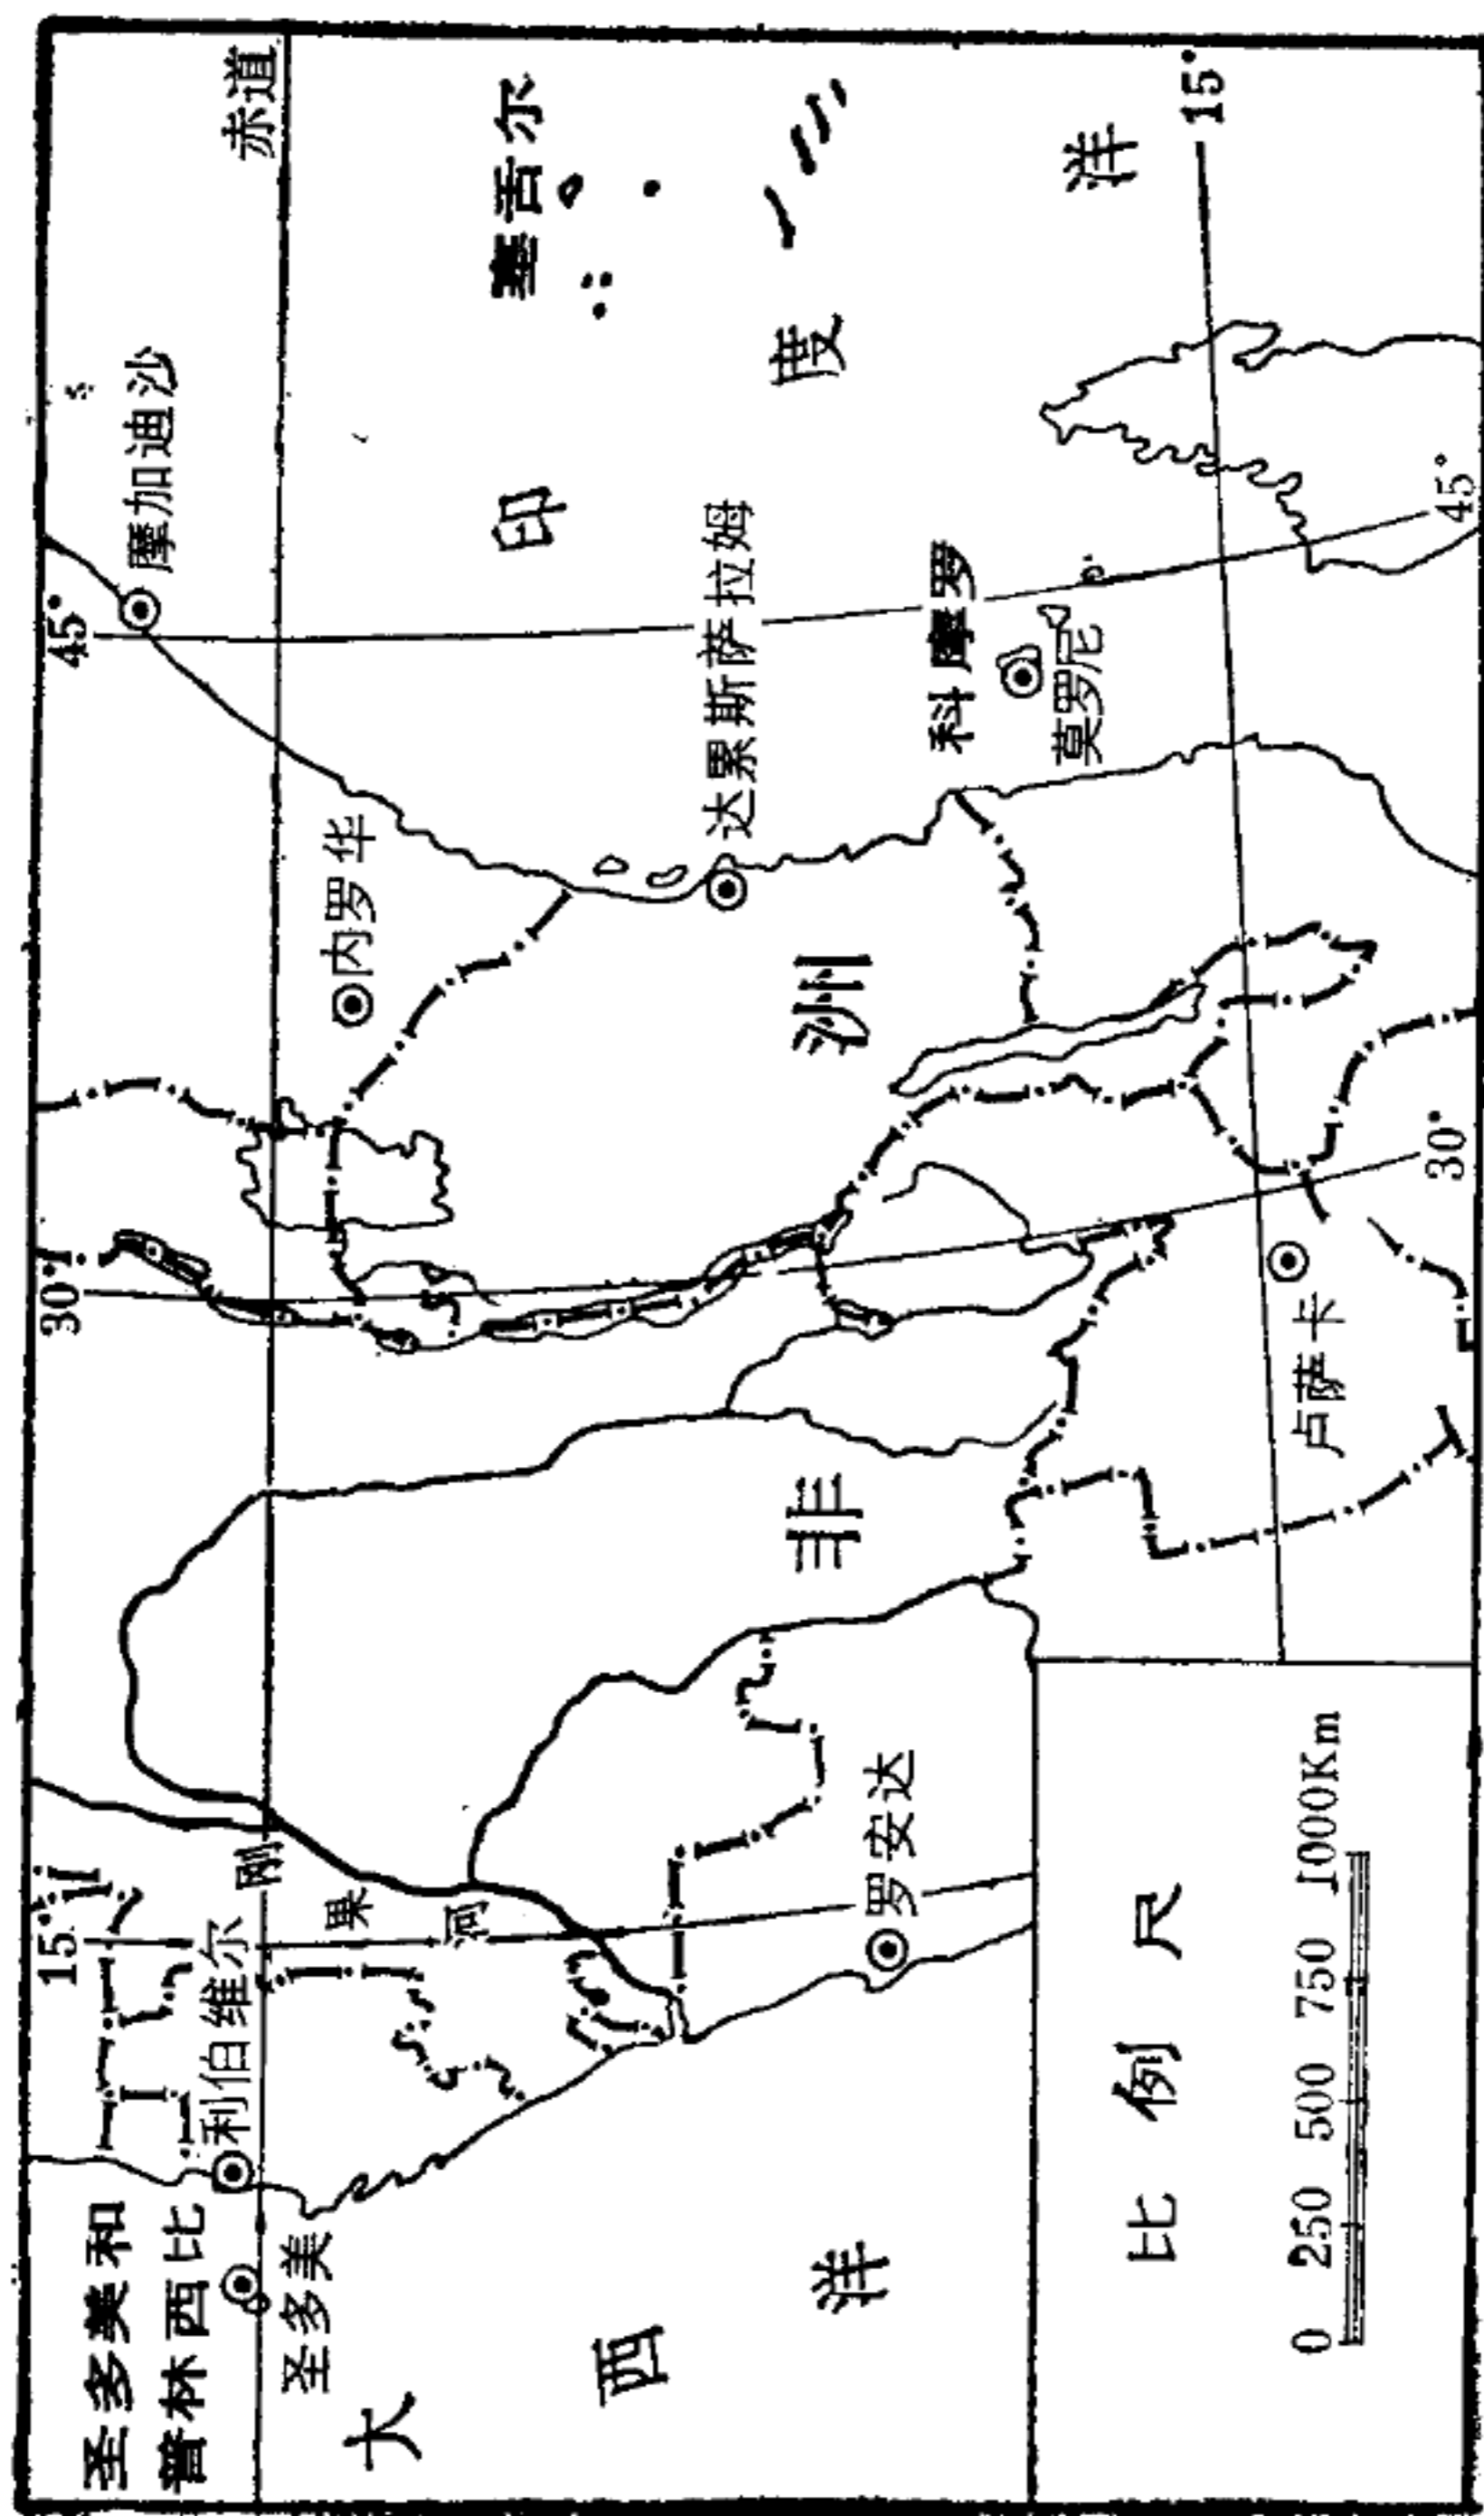 圣多美和
普林西比
圣多美
利伯维尔
15°
30°
45°
摩加迪沙
赤道
刚果河
内罗华
塞舌尔
大西洋
印度洋
非洲
达累斯萨拉姆
罗安达
科摩罗
莫罗尼
卢萨卡
15°
30°
45°
比例尺
0 250 500 750 1000Km